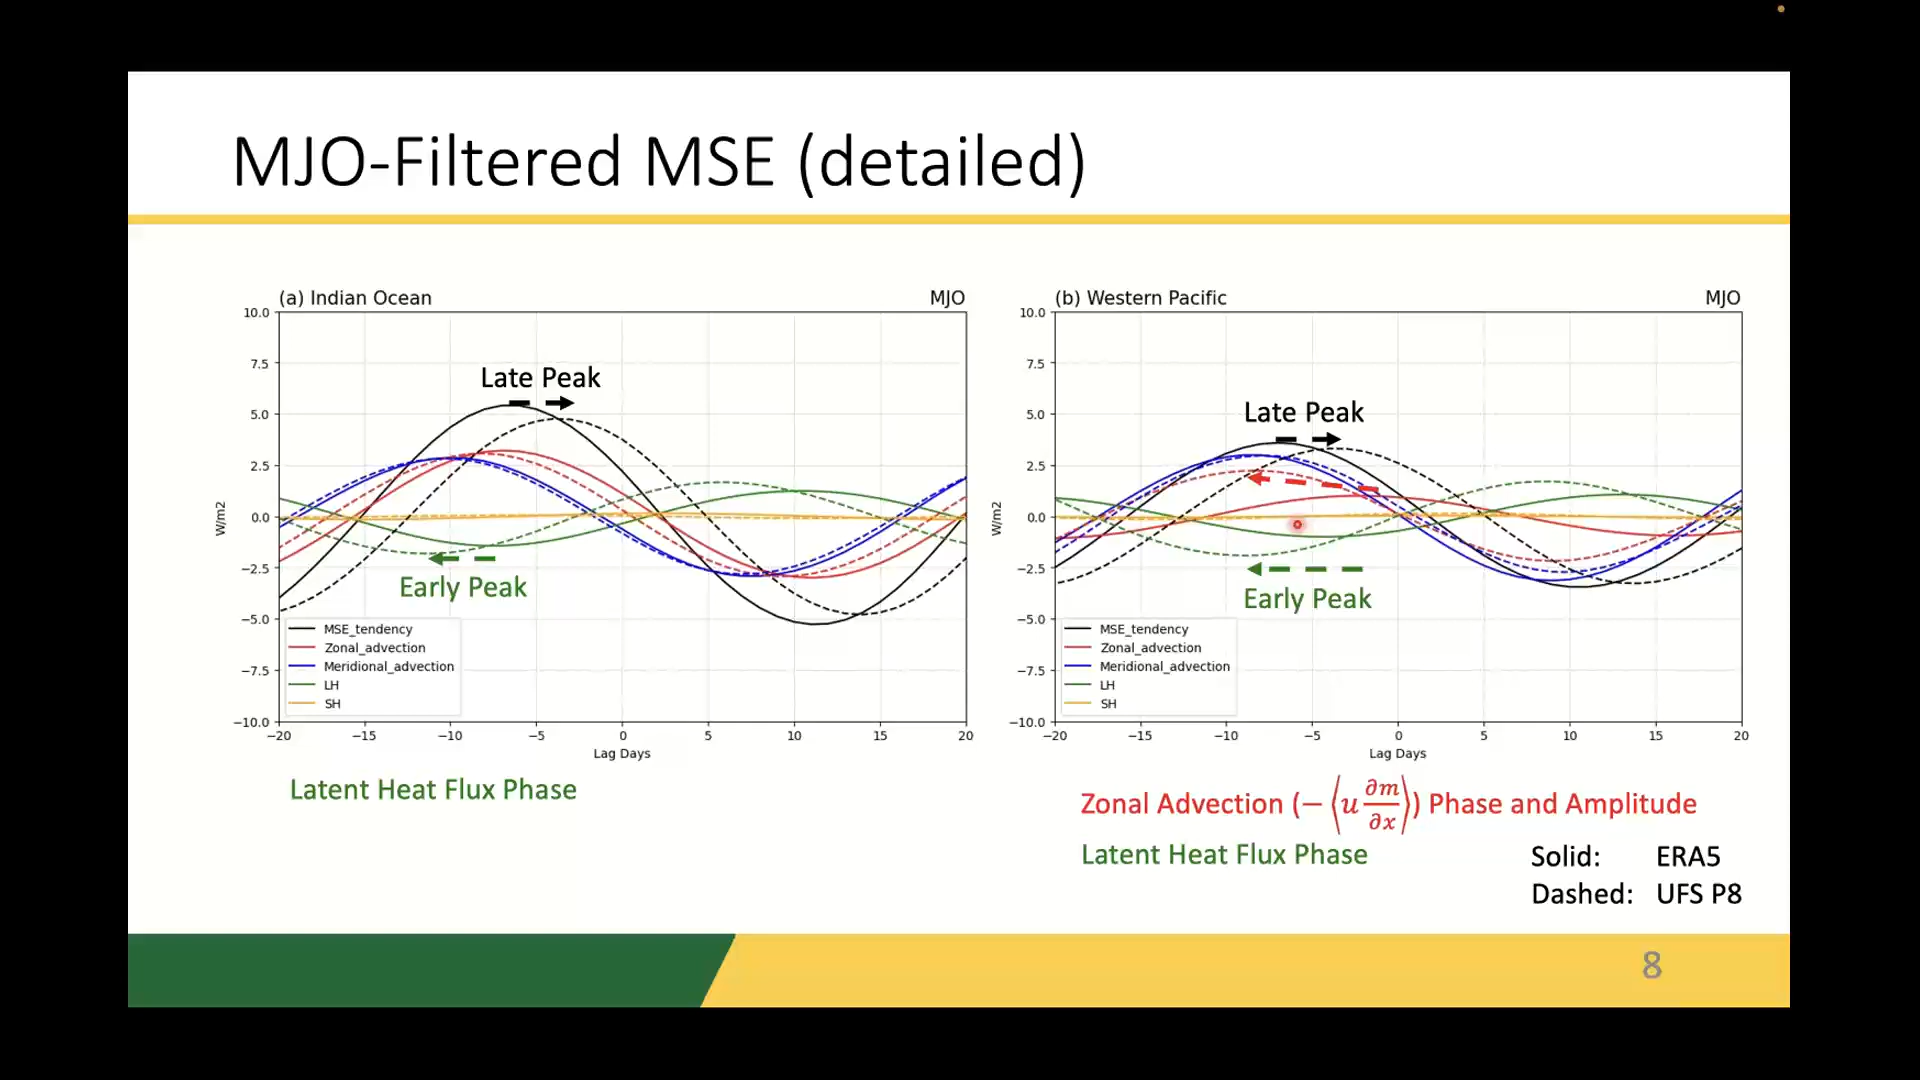 MJO-Filtered MSE (detailed)
(a) Indian Ocean
MJO
10.0
7.5
5.0
2.5
0.0
−2.5
−5.0
−7.5
−10.0
W/m2
Late Peak
Early Peak
MSE_tendency
Zonal_advection
Meridional_advection
LH
SH
−20 −15 −10 −5 0 5 10 15 20
Lag Days
Latent Heat Flux Phase
(b) Western Pacific
MJO
10.0
7.5
5.0
2.5
0.0
−2.5
−5.0
−7.5
−10.0
W/m2
Late Peak
Early Peak
MSE_tendency
Zonal_advection
Meridional_advection
LH
SH
−20 −15 −10 −5 0 5 10 15 20
Lag Days
Zonal Advection (−⟨u ∂m/∂x⟩) Phase and Amplitude
Latent Heat Flux Phase
Solid: ERA5
Dashed: UFS P8
8